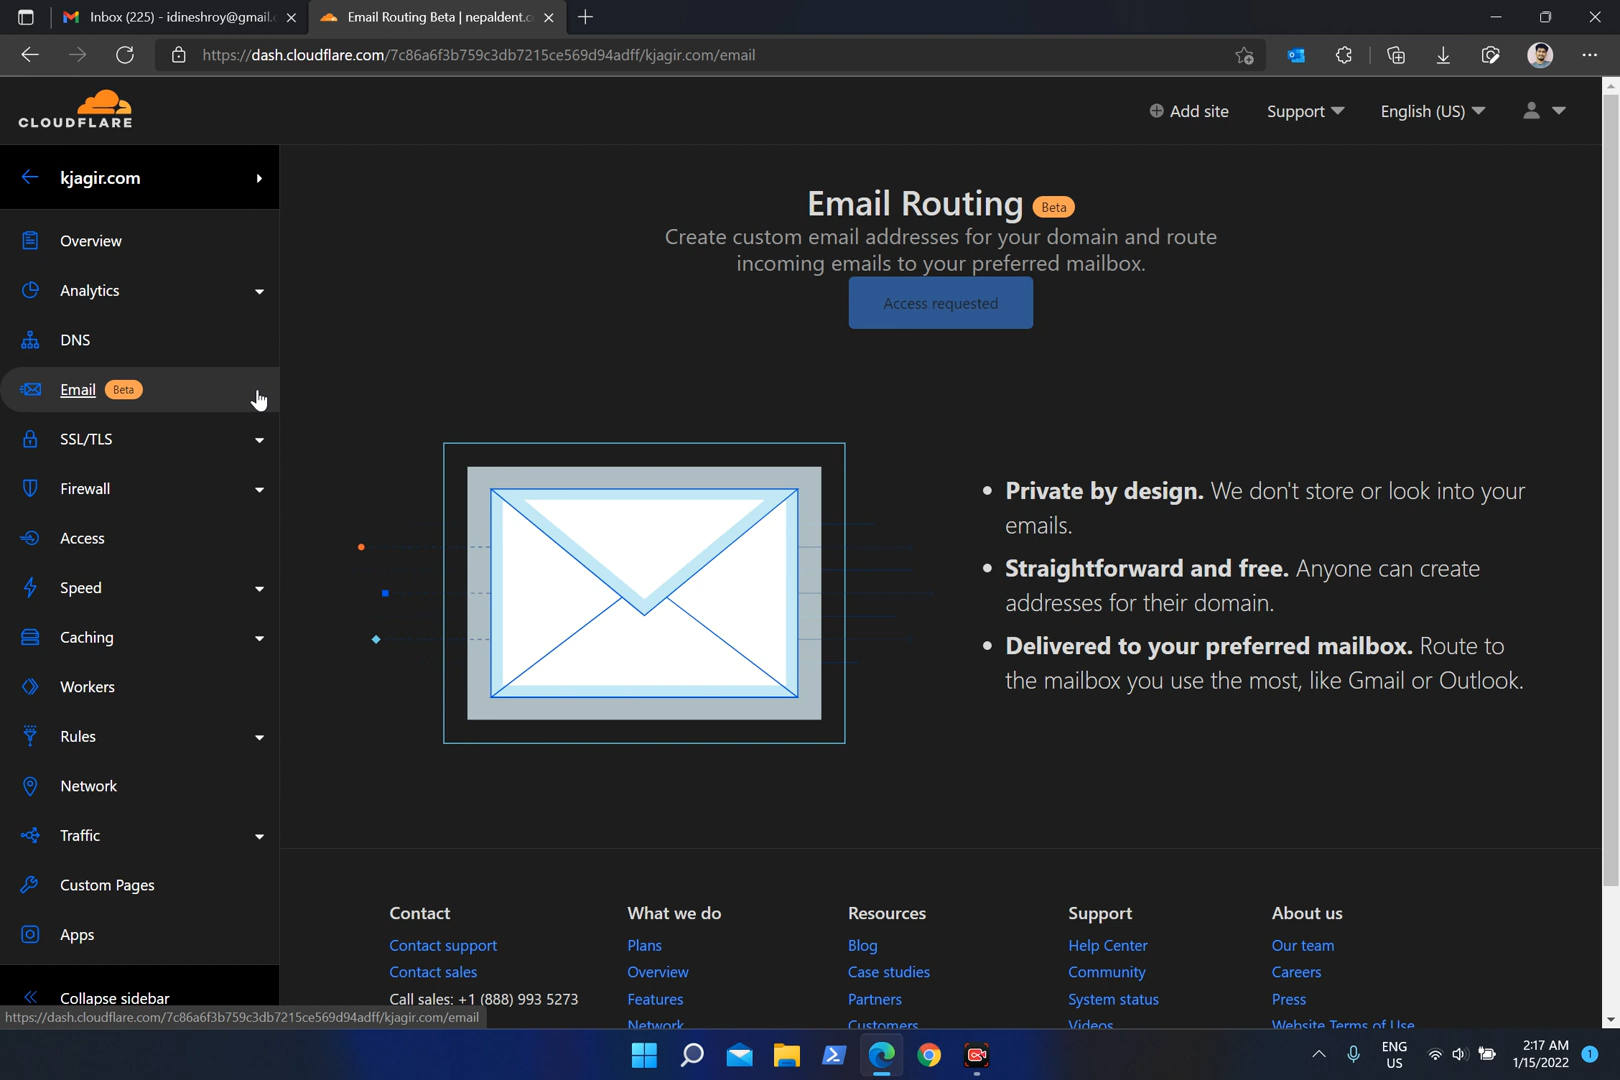 Inbox (225) - idineshroy@gmail.
Email Routing Beta | nepaldent.c
https://dash.cloudflare.com/7c86a6f3b759c3db7215ce569d94adff/kjagir.com/email
CLOUDFLARE
Add site
Support
English (US)
kjagir.com
Overview
Analytics
DNS
Email Beta
SSL/TLS
Firewall
Access
Speed
Caching
Workers
Rules
Network
Traffic
Custom Pages
Apps
Collapse sidebar
https://dash.cloudflare.com/7c86a6f3b759c3db7215ce569d94adff/kjagir.com/email
Email Routing Beta
Create custom email addresses for your domain and route
incoming emails to your preferred mailbox.
Access requested
• Private by design. We don't store or look into your
emails.
• Straightforward and free. Anyone can create
addresses for their domain.
• Delivered to your preferred mailbox. Route to
the mailbox you use the most, like Gmail or Outlook.
Contact
Contact support
Contact sales
Call sales: +1 (888) 993 5273
What we do
Plans
Overview
Features
Network
Resources
Blog
Case studies
Partners
Customers
Support
Help Center
Community
System status
Videos
About us
Our team
Careers
Press
Website Terms of Use
ENG
US
2:17 AM
1/15/2022
1